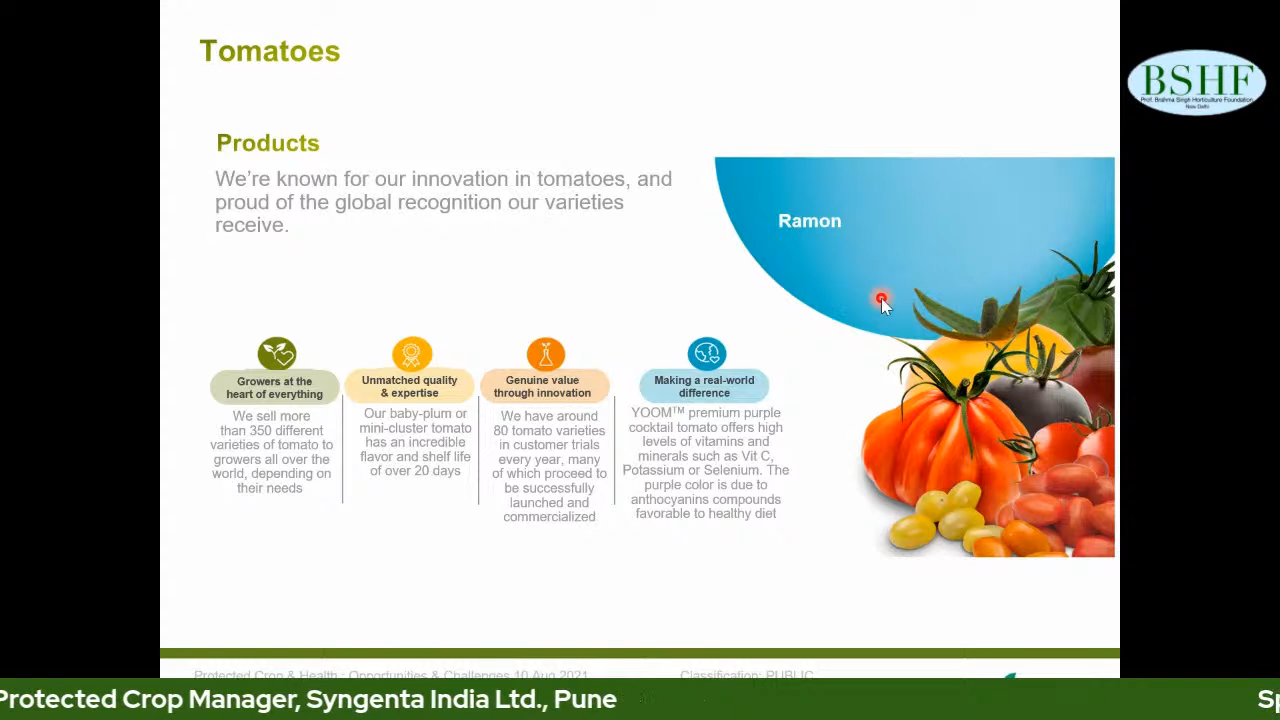 Tomatoes
BSHF
Prof. Brahma Singh Horticulture Foundation
New Delhi
Products
We're known for our innovation in tomatoes, and
proud of the global recognition our varieties
receive.
Ramon
Growers at the
heart of everything
We sell more
than 350 different
varieties of tomato to
growers all over the
world, depending on
their needs
Unmatched quality
& expertise
Our baby-plum or
mini-cluster tomato
has an incredible
flavor and shelf life
of over 20 days
Genuine value
through innovation
We have around
80 tomato varieties
in customer trials
every year, many
of which proceed to
be successfully
launched and
commercialized
Making a real-world
difference
YOOM™ premium purple
cocktail tomato offers high
levels of vitamins and
minerals such as Vit C,
Potassium or Selenium. The
purple color is due to
anthocyanins compounds
favorable to healthy diet
Protected Crop & Health : Opportunities & Challenges 10 Aug 2021
Classification: PUBLIC
Protected Crop Manager, Syngenta India Ltd., Pune
Sp